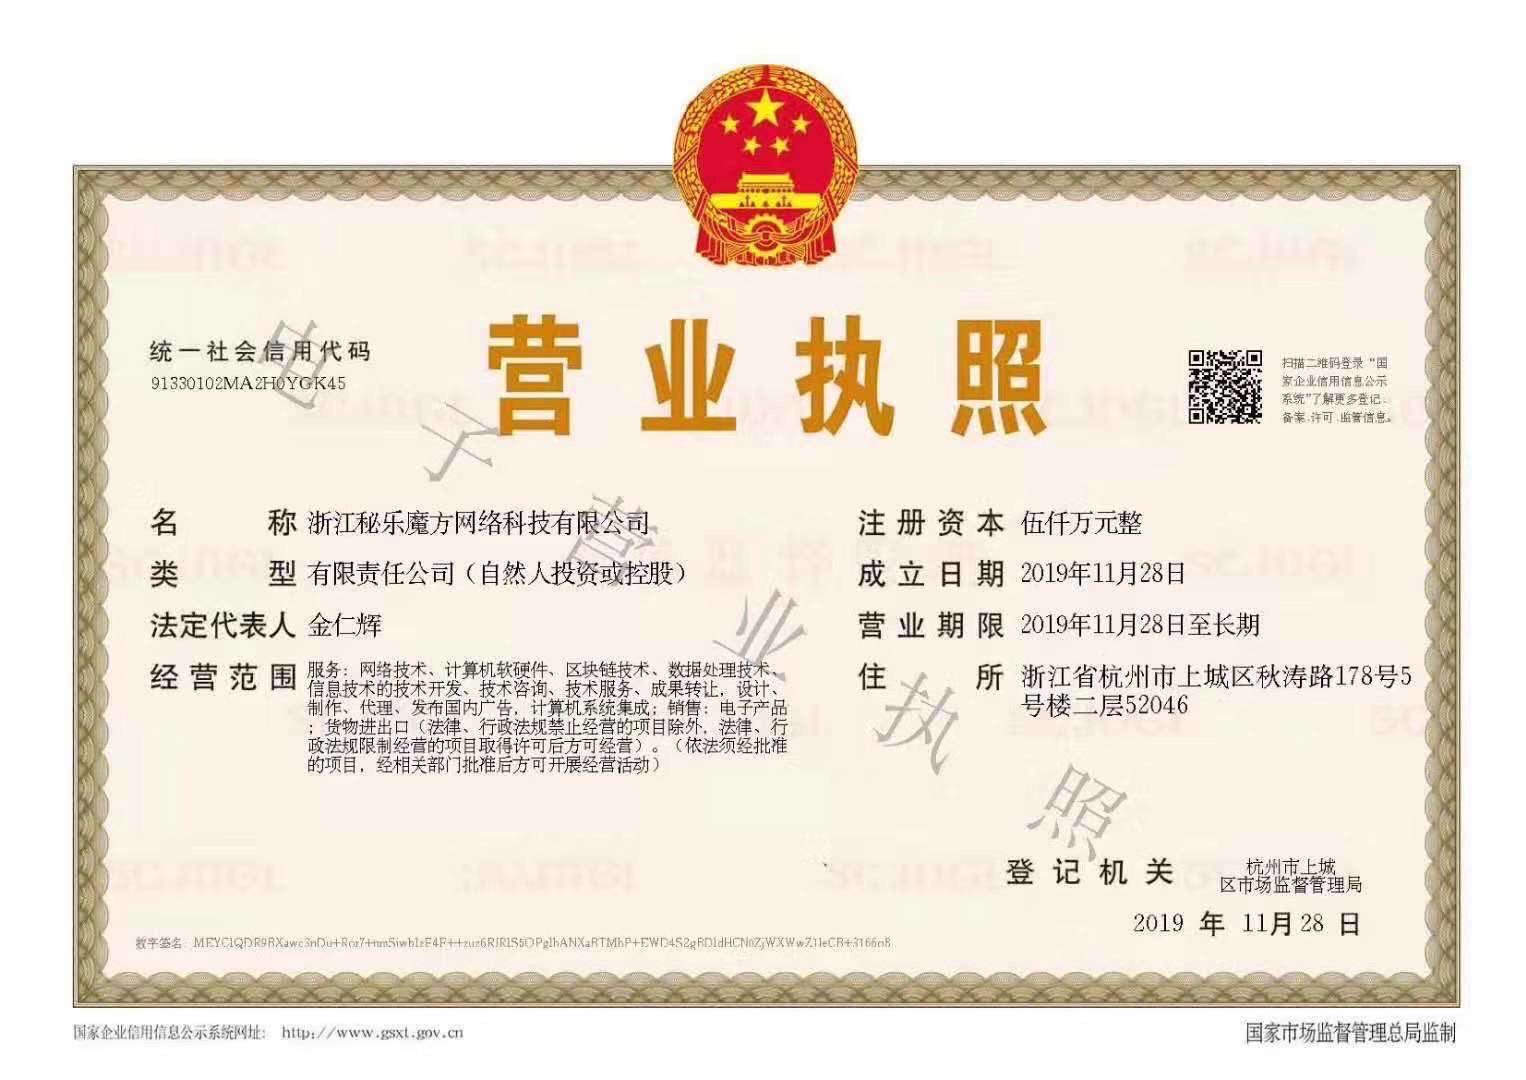 营业执照
统一社会信用代码
91330102MA2H0YGK45
扫描二维码登录“国
家企业信用信息公示
系统”了解更多登记、
备案、许可、监管信息。
名称 浙江秘乐魔方网络科技有限公司
类型 有限责任公司（自然人投资或控股）
法定代表人 金仁辉
经营范围 服务：网络技术、计算机软硬件、区块链技术、数据处理技术、
信息技术的技术开发、技术咨询、技术服务、成果转让，设计、
制作、代理、发布国内广告，计算机系统集成；销售：电子产品
；货物进出口（法律、行政法规禁止经营的项目除外，法律、行
政法规限制经营的项目取得许可后方可经营）。（依法须经批准
的项目，经相关部门批准后方可开展经营活动）
注册资本 伍仟万元整
成立日期 2019年11月28日
营业期限 2019年11月28日至长期
住所 浙江省杭州市上城区秋涛路178号5
号楼二层52046
电子营业执照
登记机关 杭州市上城
区市场监督管理局
2019 年 11月28 日
数字签名：
国家企业信用信息公示系统网址： http://www.gsxt.gov.cn
国家市场监督管理总局监制